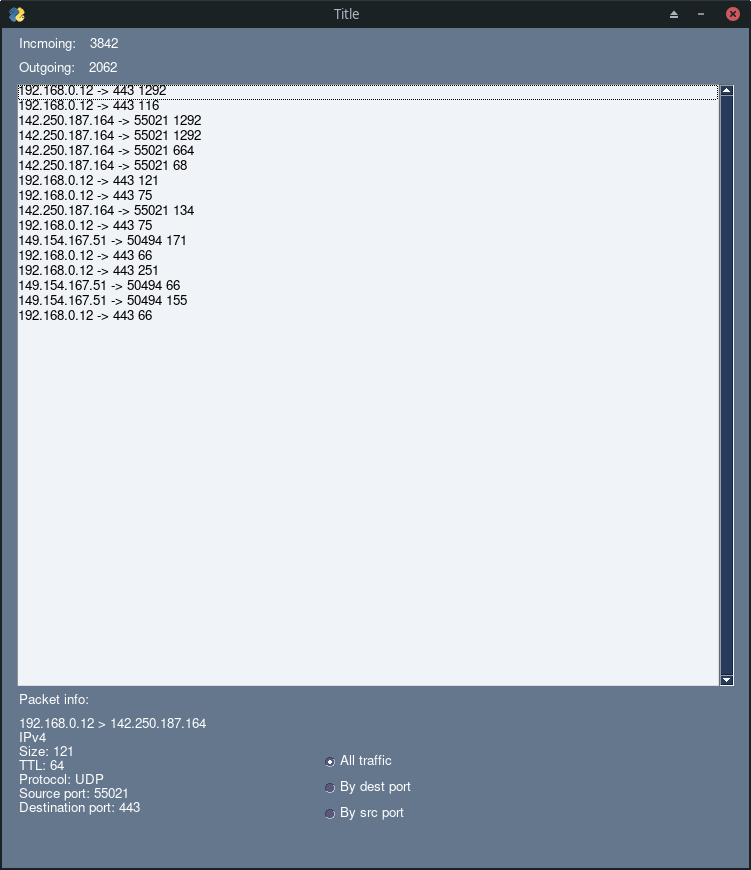 Title
Incmoing: 3842
Outgoing: 2062
192.168.0.12 -> 443 1292
192.168.0.12 -> 443 116
142.250.187.164 -> 55021 1292
142.250.187.164 -> 55021 1292
142.250.187.164 -> 55021 664
142.250.187.164 -> 55021 68
192.168.0.12 -> 443 121
192.168.0.12 -> 443 75
142.250.187.164 -> 55021 134
192.168.0.12 -> 443 75
149.154.167.51 -> 50494 171
192.168.0.12 -> 443 66
192.168.0.12 -> 443 251
149.154.167.51 -> 50494 66
149.154.167.51 -> 50494 155
192.168.0.12 -> 443 66
Packet info:
192.168.0.12 > 142.250.187.164
IPv4
Size: 121
TTL: 64
Protocol: UDP
Source port: 55021
Destination port: 443
All traffic
By dest port
By src port